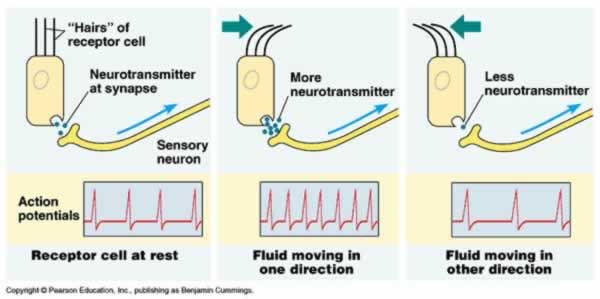 “Hairs” of
receptor cell
Neurotransmitter
at synapse
Sensory
neuron
More
neurotransmitter
Less
neurotransmitter
Action
potentials
Receptor cell at rest
Fluid moving in
one direction
Fluid moving in
other direction
Copyright © Pearson Education, Inc., publishing as Benjamin Cummings.